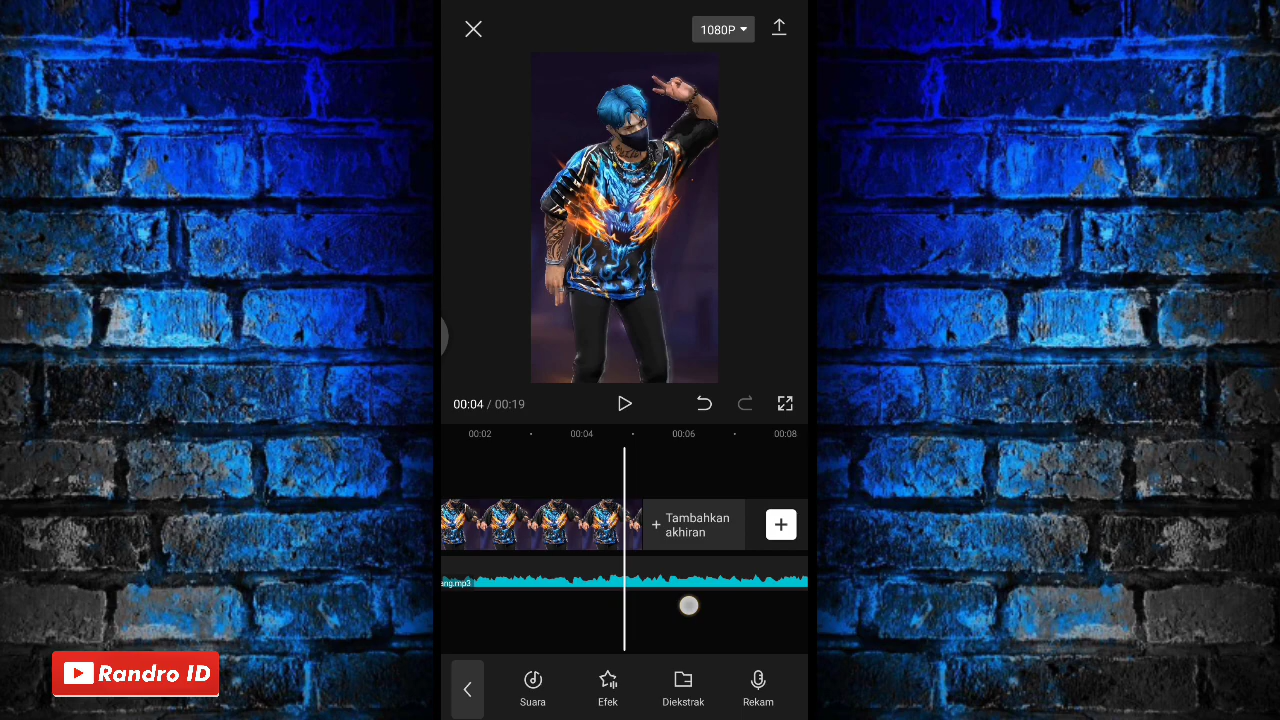 1080P
00:04 / 00:19
00:02
00:04
00:06
00:08
+ Tambahkan
akhiran
ang.mp3
Randro ID
Suara
Efek
Diekstrak
Rekam